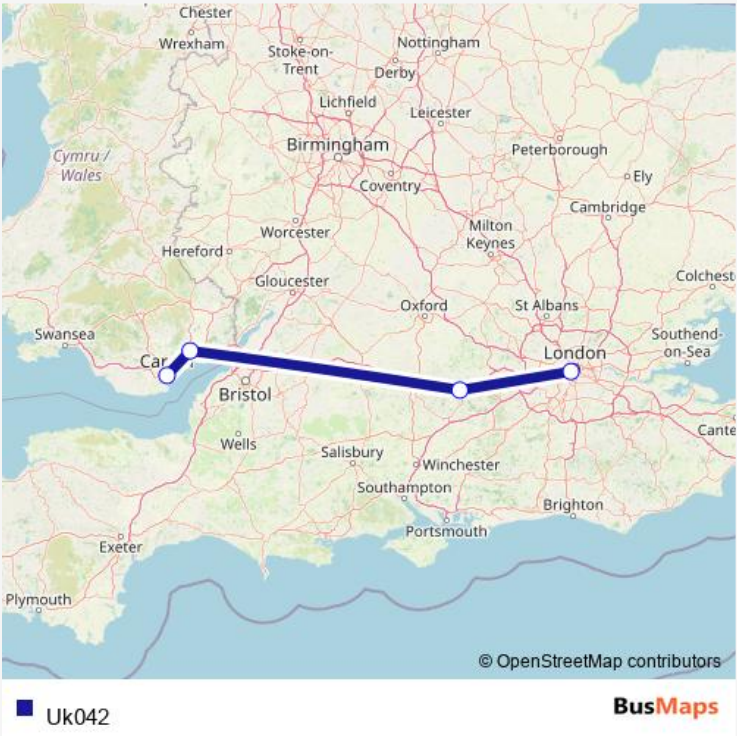 Chester
Wrexham
Stoke-on-
Trent
Nottingham
Derby
Lichfield
Leicester
Birmingham
Peterborough
Cymru /
Wales
Coventry
Ely
Cambridge
Worcester
Milton
Keynes
Hereford
Gloucester
Colchest
Oxford
St Albans
Swansea
Southend-
on-Sea
London
Car
Bristol
Cante
Wells
Salisbury
Winchester
Southampton
Brighton
Portsmouth
Exeter
Plymouth
© OpenStreetMap contributors
Uk042
BusMaps